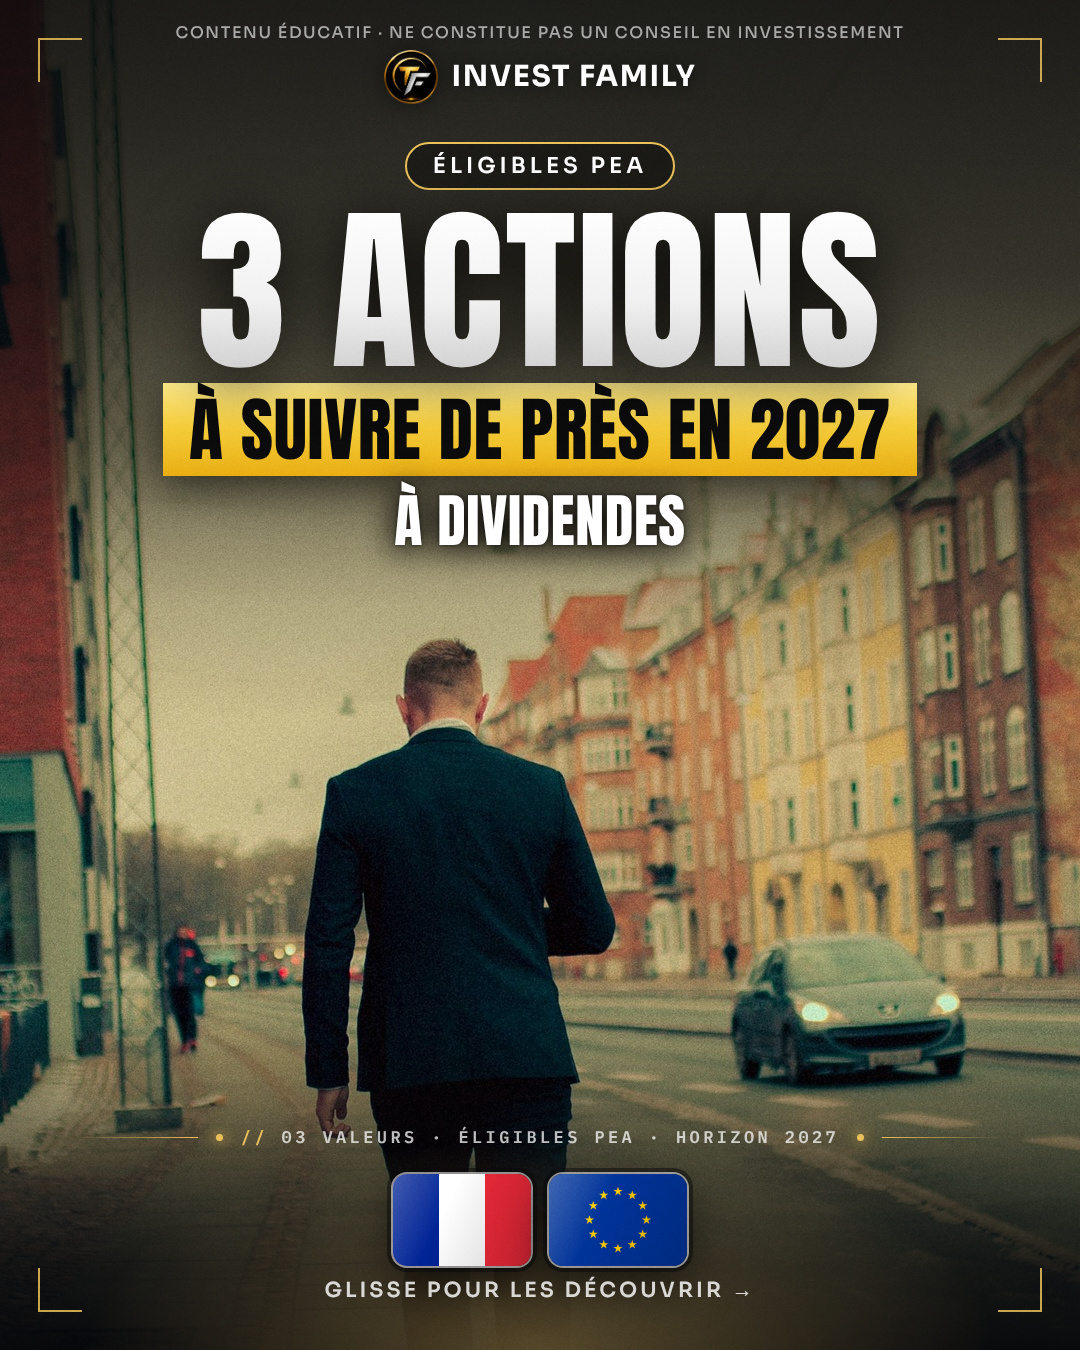 CONTENU ÉDUCATIF · NE CONSTITUE PAS UN CONSEIL EN INVESTISSEMENT
TF INVEST FAMILY
ÉLIGIBLES PEA
3 ACTIONS
À SUIVRE DE PRÈS EN 2027
À DIVIDENDES
// 03 VALEURS · ÉLIGIBLES PEA · HORIZON 2027
GLISSE POUR LES DÉCOUVRIR →